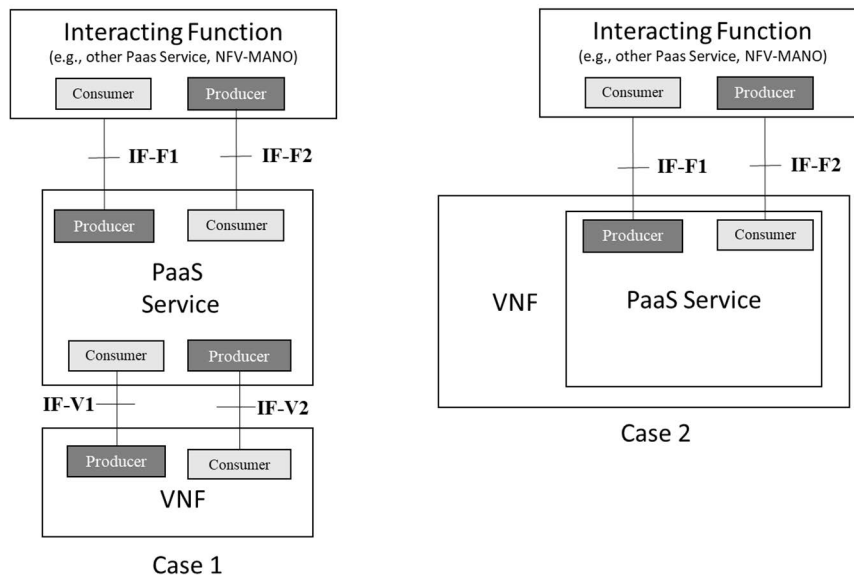 Interacting Function
(e.g., other Paas Service, NFV-MANO)
Consumer
Producer
IF-F1
IF-F2
Producer
Consumer
PaaS
Service
Consumer
Producer
IF-V1
IF-V2
Producer
Consumer
VNF
Case 1
Interacting Function
(e.g., other Paas Service, NFV-MANO)
Consumer
Producer
IF-F1
IF-F2
Producer
Consumer
VNF
PaaS Service
Case 2